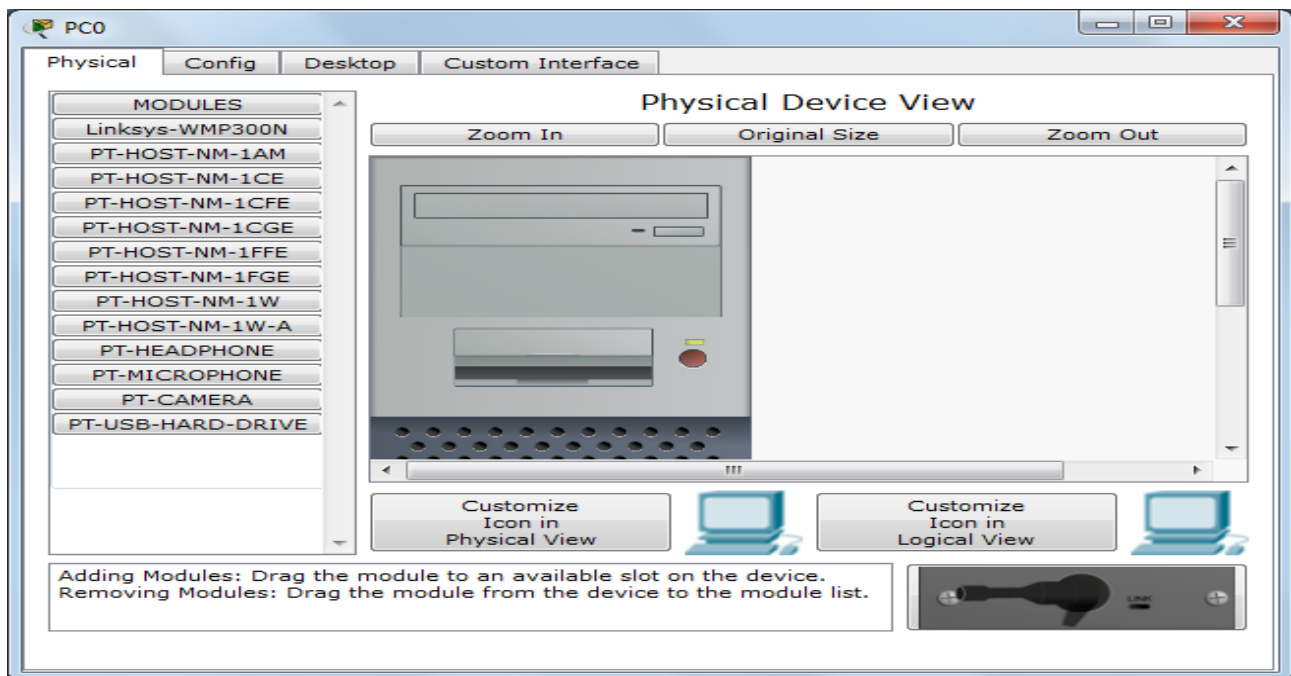 PC0
Physical
Config
Desktop
Custom Interface
MODULES
Linksys-WMP300N
PT-HOST-NM-1AM
PT-HOST-NM-1CE
PT-HOST-NM-1CFE
PT-HOST-NM-1CGE
PT-HOST-NM-1FFE
PT-HOST-NM-1FGE
PT-HOST-NM-1W
PT-HOST-NM-1W-A
PT-HEADPHONE
PT-MICROPHONE
PT-CAMERA
PT-USB-HARD-DRIVE
Physical Device View
Zoom In
Original Size
Zoom Out
Customize
Icon in
Physical View
Customize
Icon in
Logical View
Adding Modules: Drag the module to an available slot on the device.
Removing Modules: Drag the module from the device to the module list.
LINK